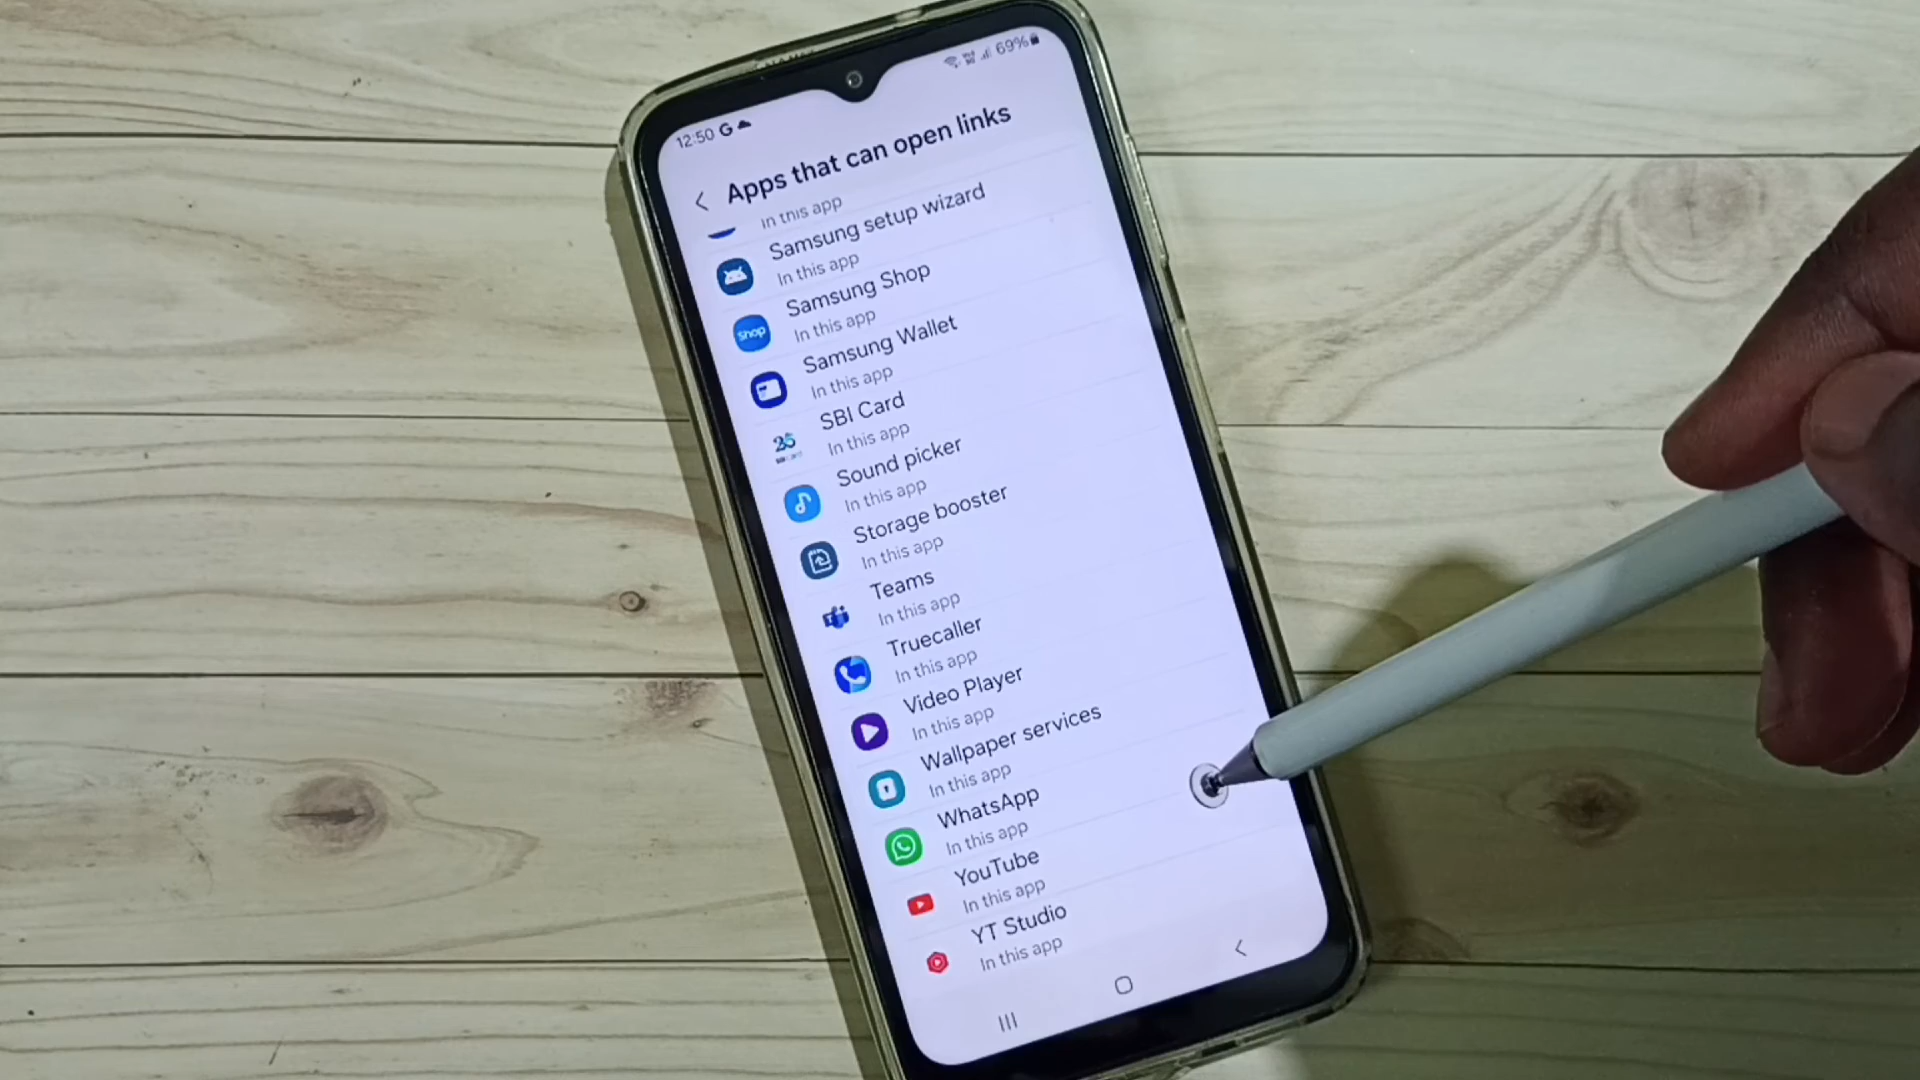 12:50 G
69%
Apps that can open links
In this app
Samsung setup wizard
In this app
Shop
Samsung Shop
In this app
Samsung Wallet
In this app
SBI Card
In this app
Sound picker
In this app
Storage booster
In this app
Teams
In this app
Truecaller
In this app
Video Player
In this app
Wallpaper services
In this app
WhatsApp
In this app
YouTube
In this app
YT Studio
In this app